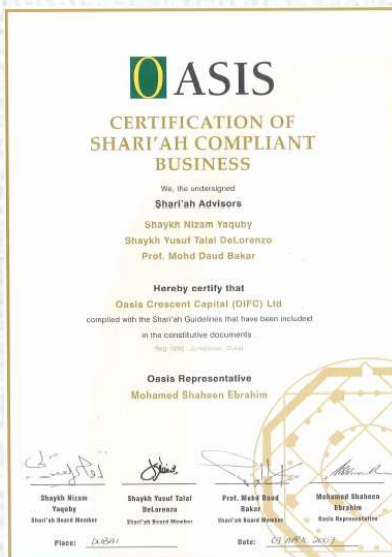 OASIS
CERTIFICATION OF
SHARI'AH COMPLIANT
BUSINESS
We, the undersigned
Shari'ah Advisors
Shaykh Nizam Yaquby
Shaykh Yusuf Talal DeLorenzo
Prof. Mohd Daud Bakar
Hereby certify that
Oasis Crescent Capital (DIFC) Ltd
complied with the Shari'ah Guidelines that have been included
in the constitutive documents
Shaykh Nizam Yaquby
Shari'ah Board Member
Shaykh Yusuf Talal DeLorenzo
Shari'ah Board Member
Prof. Mohd Daud Bakar
Shari'ah Board Member
Oasis Representative
Mohamed Shaheen Ebrahim
Mohamed Shaheen Ebrahim
Oasis Representative
Place: DUBAI
Date: